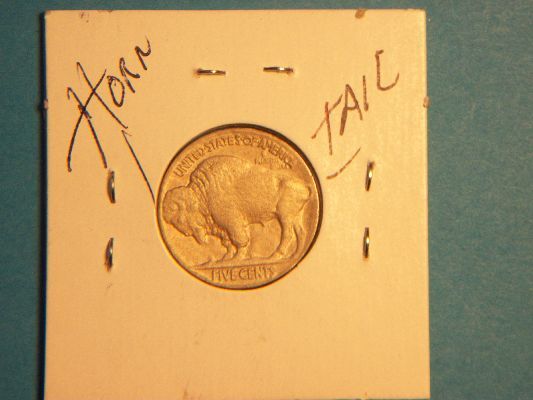 HORN
TAIL
UNITED STATES OF AMERICA
FIVE CENTS